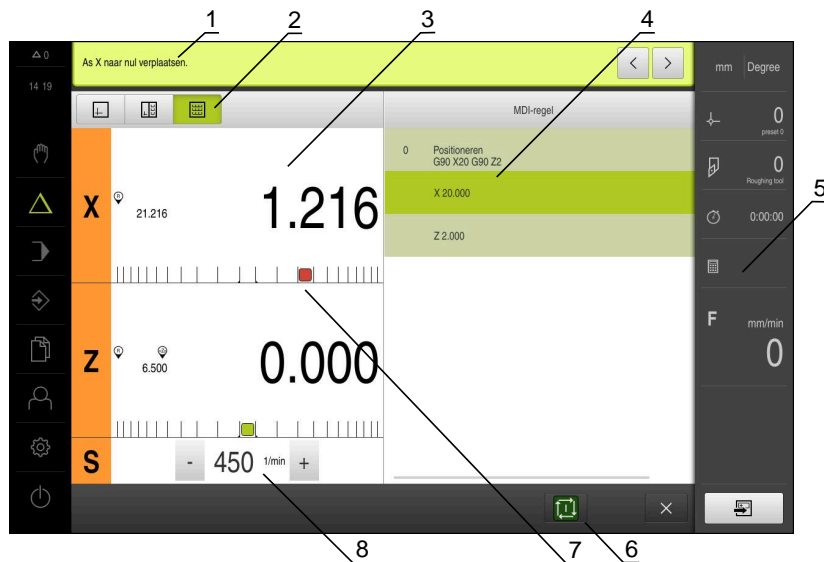 1
2
3
4
0
As X naar nul verplaatsen.
< >
mm Degree
14 19
MDI-regel
0
preset 0
0 Positioneren
G90 X20 G90 Z2
0
Roughing tool
5
X
R
21.216
1.216
X 20.000
0:00:00
Z 2.000
F mm/min
0
Z
R
6.500
0.000
S
- 450 1/min +
8
7
6